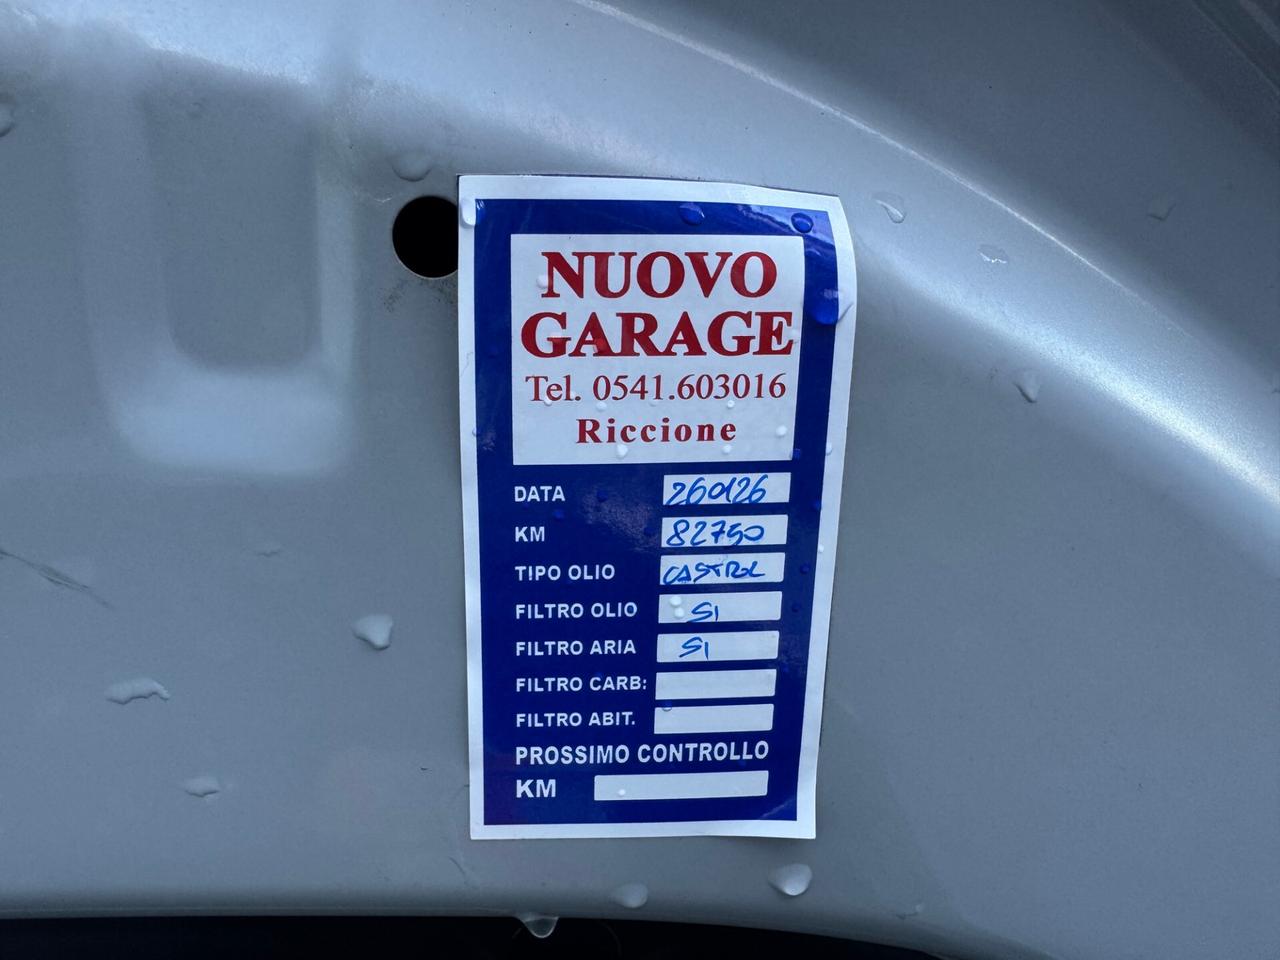 NUOVO
GARAGE
Tel. 0541.603016
Riccione
DATA 260126
KM 82750
TIPO OLIO CASTROL
FILTRO OLIO SI
FILTRO ARIA SI
FILTRO CARB:
FILTRO ABIT.
PROSSIMO CONTROLLO
KM